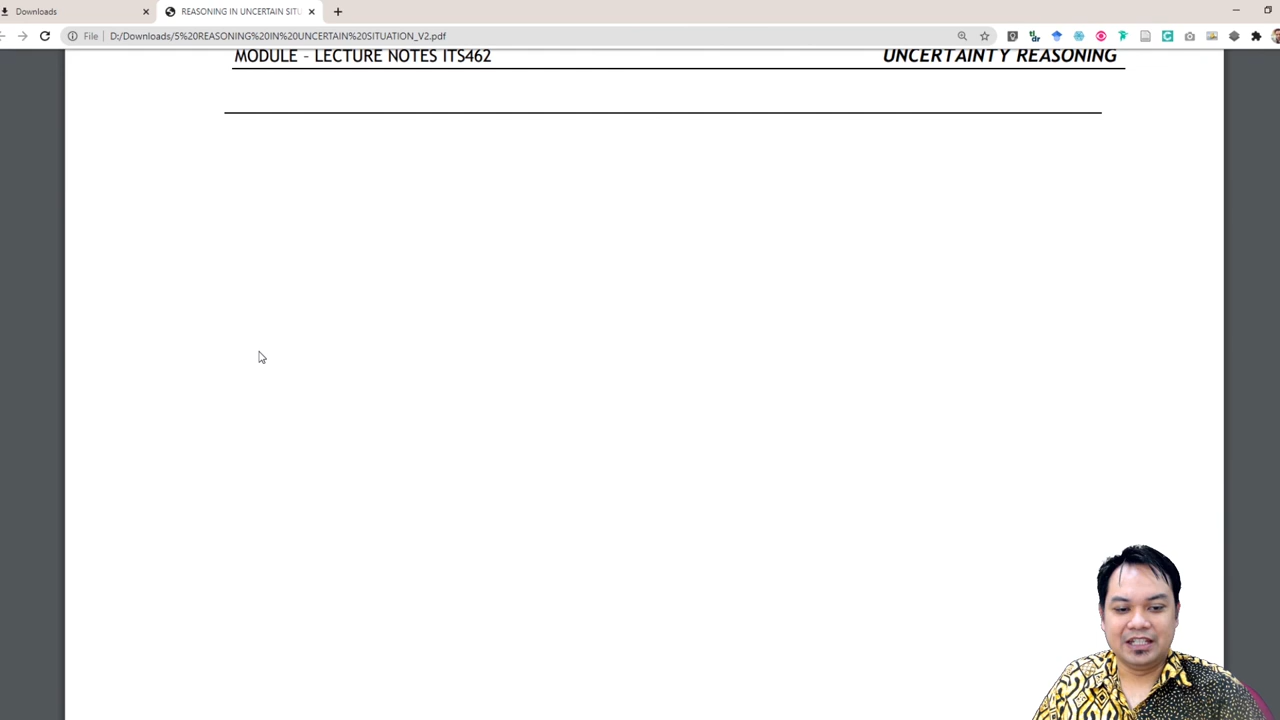 Downloads
REASONING IN UNCERTAIN SITU
File D:/Downloads/5%20REASONING%20IN%20UNCERTAIN%20SITUATION_V2.pdf
MODULE – LECTURE NOTES ITS462 UNCERTAINTY REASONING